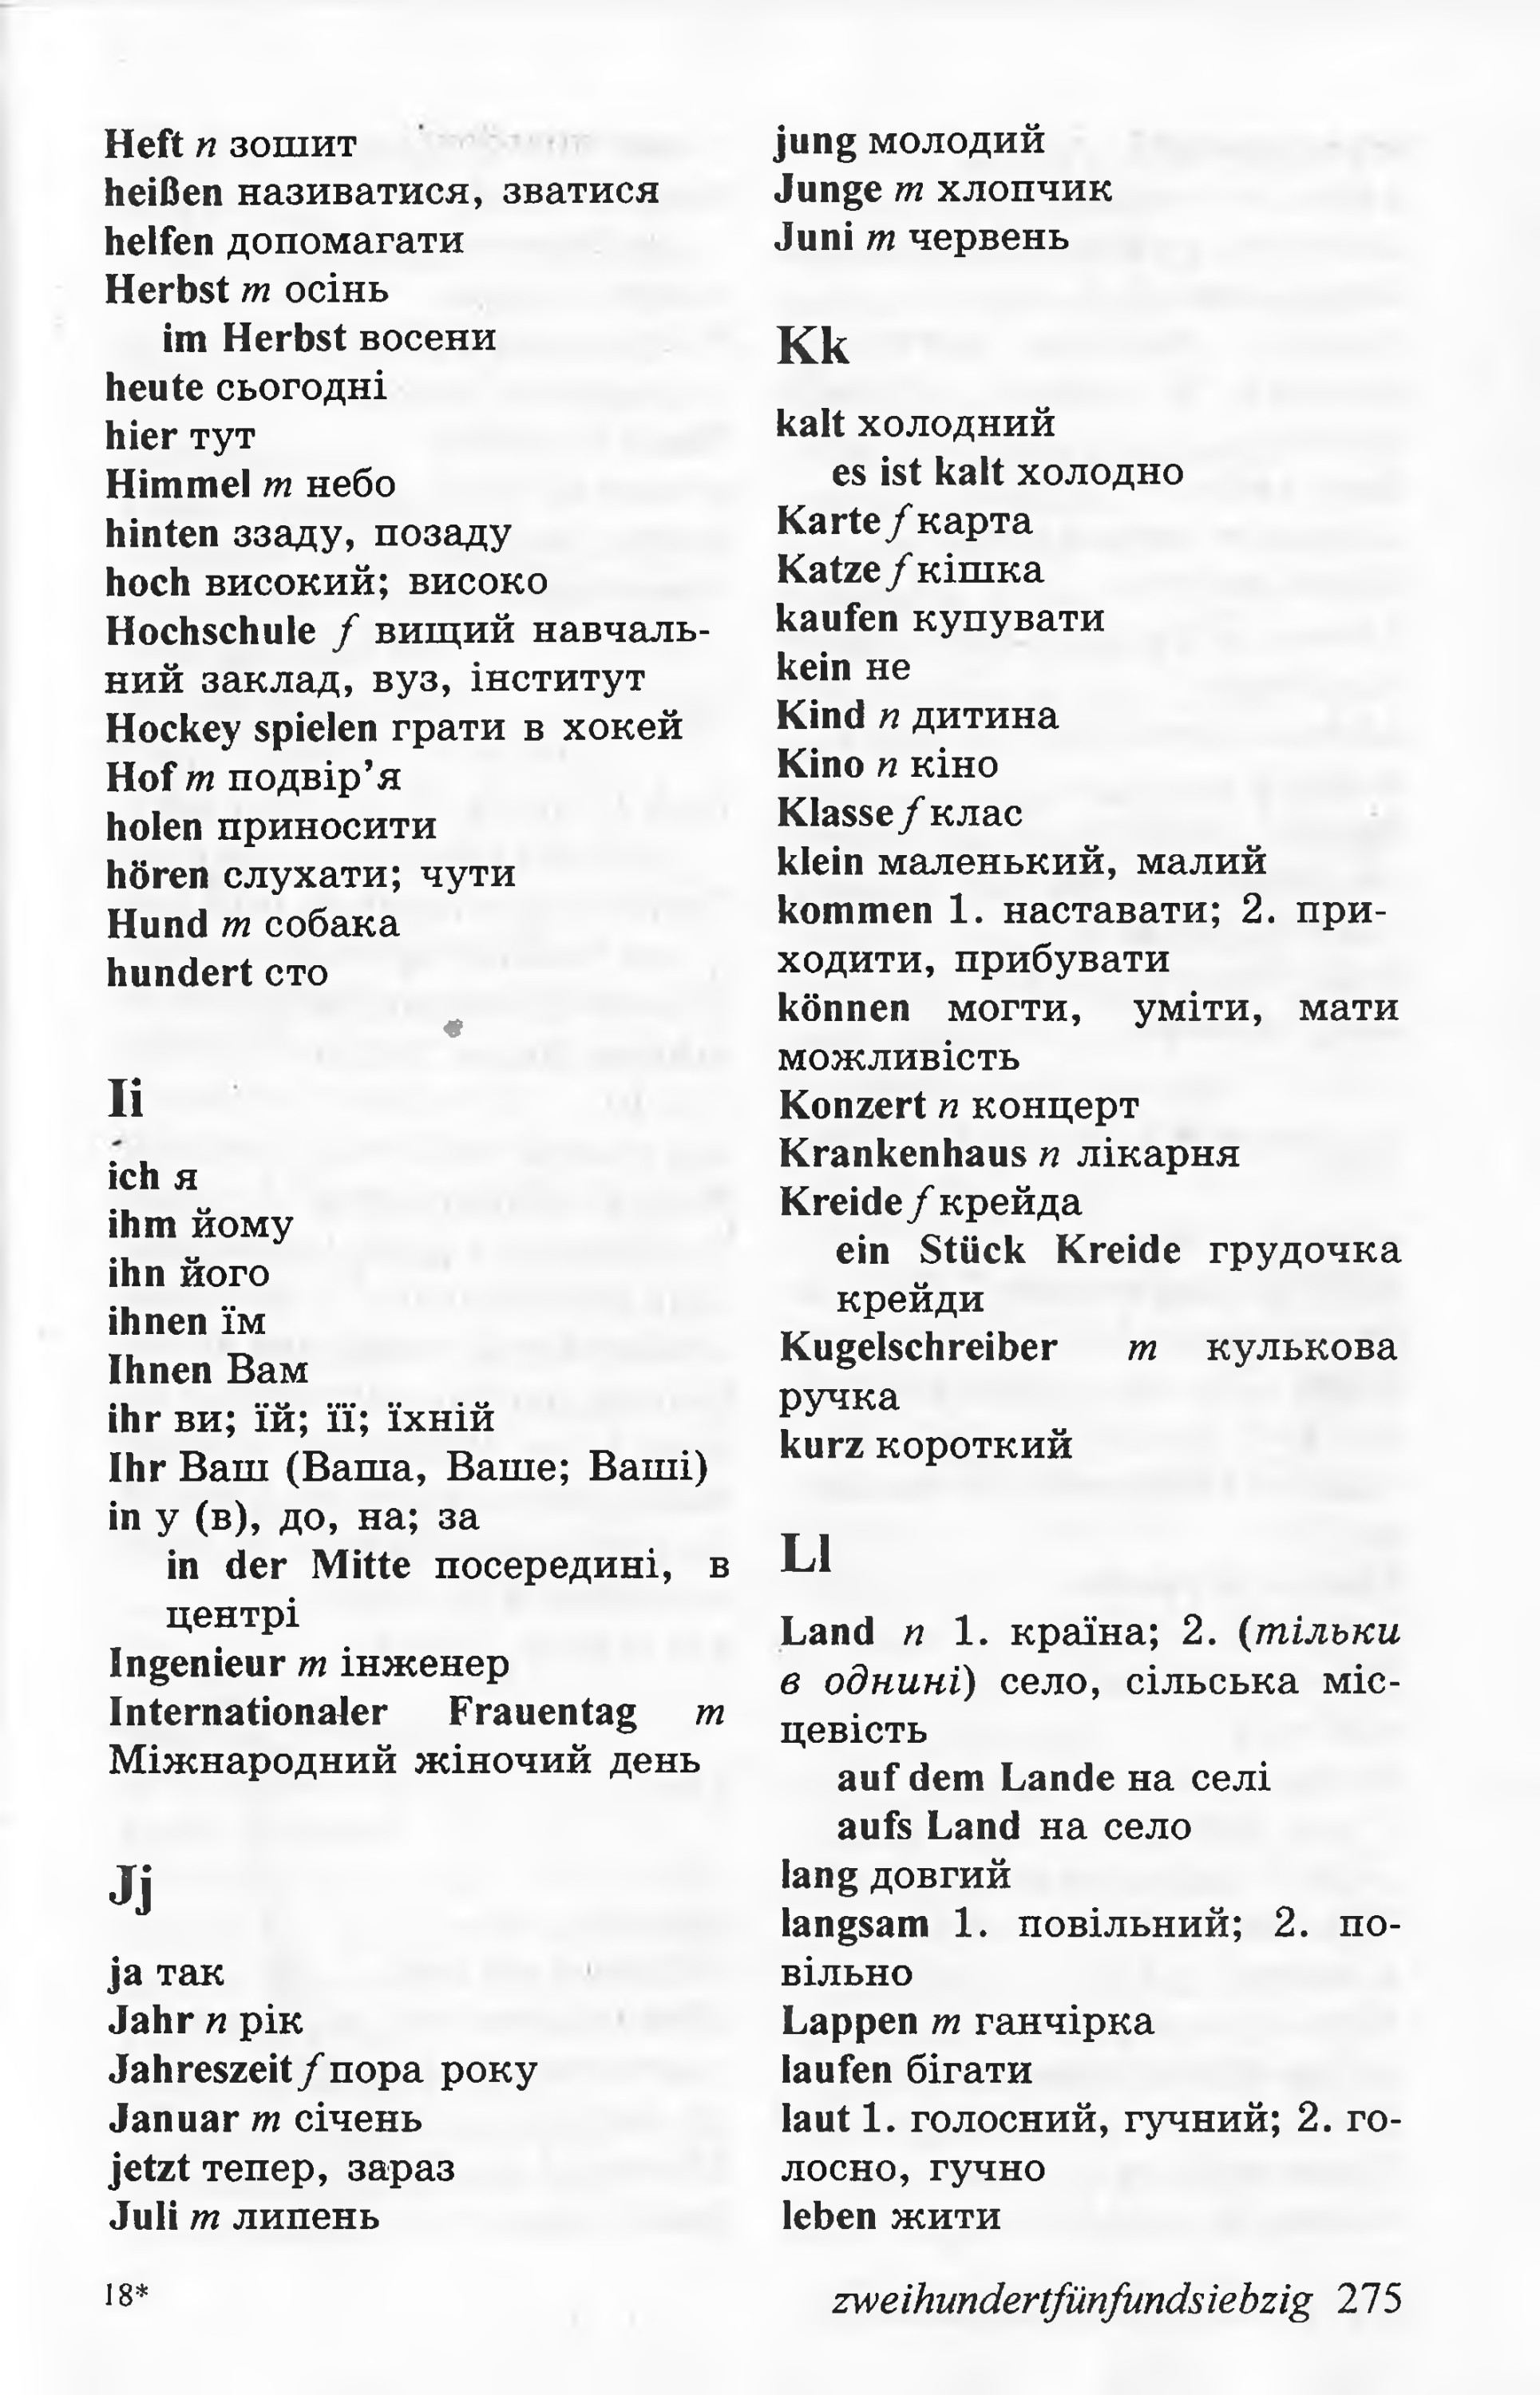 Heft n зошит
heißen називатися, зватися
helfen допомагати
Herbst m осінь
im Herbst восени
heute сьогодні
hier тут
Himmel m небо
hinten ззаду, позаду
hoch високий; високо
Hochschule f вищий навчаль-
ний заклад, вуз, інститут
Hockey spielen грати в хокей
Hof m подвір’я
holen приносити
hören слухати; чути
Hund m собака
hundert сто
Ii
ich я
ihm йому
ihn його
ihnen їм
Ihnen Вам
ihr ви; їй; її; їхній
Ihr Ваш (Ваша, Ваше; Ваші)
in у (в), до, на; за
in der Mitte посередині, в
центрі
Ingenieur m інженер
Internationaler Frauentag m
Міжнародний жіночий день
Jj
ja так
Jahr n рік
Jahreszeit f пора року
Januar m січень
jetzt тепер, зараз
Juli m липень
jung молодий
Junge m хлопчик
Juni m червень
Kk
kalt холодний
es ist kalt холодно
Karte f карта
Katze f кішка
kaufen купувати
kein не
Kind n дитина
Kino n кіно
Klasse f клас
klein маленький, малий
kommen 1. наставати; 2. при-
ходити, прибувати
können могти, уміти, мати
можливість
Konzert n концерт
Krankenhaus n лікарня
Kreide f крейда
ein Stück Kreide грудочка
крейди
Kugelschreiber m кулькова
ручка
kurz короткий
Ll
Land n 1. країна; 2. (тільки
в однині) село, сільська міс-
цевість
auf dem Lande на селі
aufs Land на село
lang довгий
langsam 1. повільний; 2. по-
вільно
Lappen m ганчірка
laufen бігати
laut 1. голосний, гучний; 2. го-
лосно, гучно
leben жити
18*
zweihundertfünfundsiebzig 275